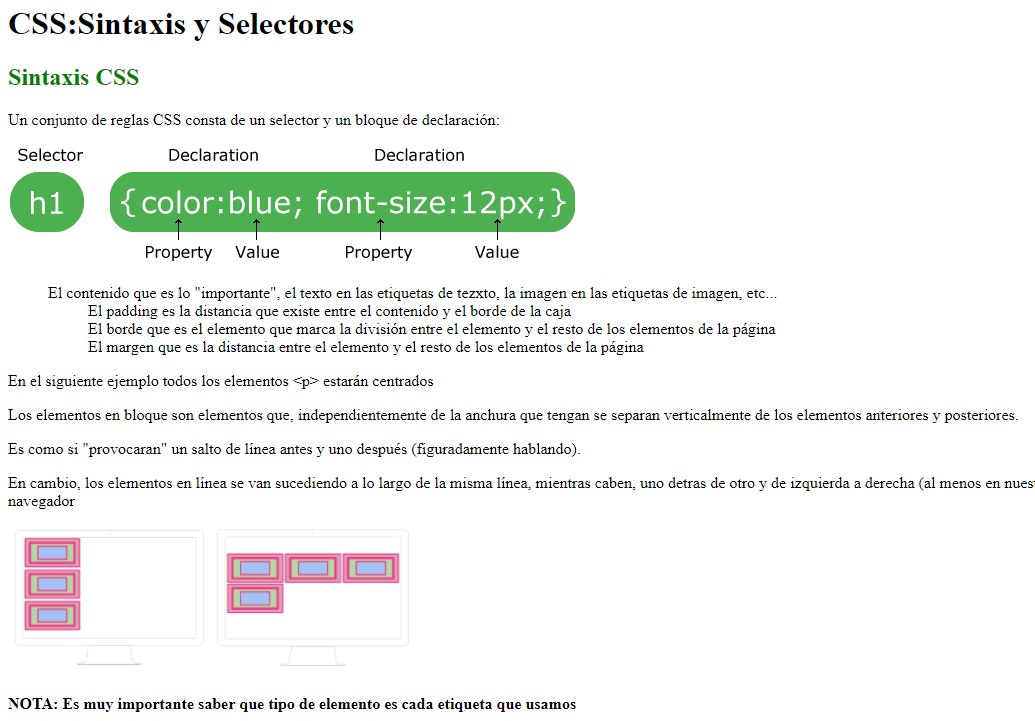 CSS:Sintaxis y Selectores
Sintaxis CSS
Un conjunto de reglas CSS consta de un selector y un bloque de declaración:
Selector Declaration Declaration
h1 {color:blue; font-size:12px;}
Property Value Property Value
El contenido que es lo "importante", el texto en las etiquetas de tezxto, la imagen en las etiquetas de imagen, etc...
El padding es la distancia que existe entre el contenido y el borde de la caja
El borde que es el elemento que marca la división entre el elemento y el resto de los elementos de la página
El margen que es la distancia entre el elemento y el resto de los elementos de la página
En el siguiente ejemplo todos los elementos <p> estarán centrados
Los elementos en bloque son elementos que, independientemente de la anchura que tengan se separan verticalmente de los elementos anteriores y posteriores.
Es como si "provocaran" un salto de línea antes y uno después (figuradamente hablando).
En cambio, los elementos en línea se van sucediendo a lo largo de la misma línea, mientras caben, uno detras de otro y de izquierda a derecha (al menos en
navegador
NOTA: Es muy importante saber que tipo de elemento es cada etiqueta que usamos